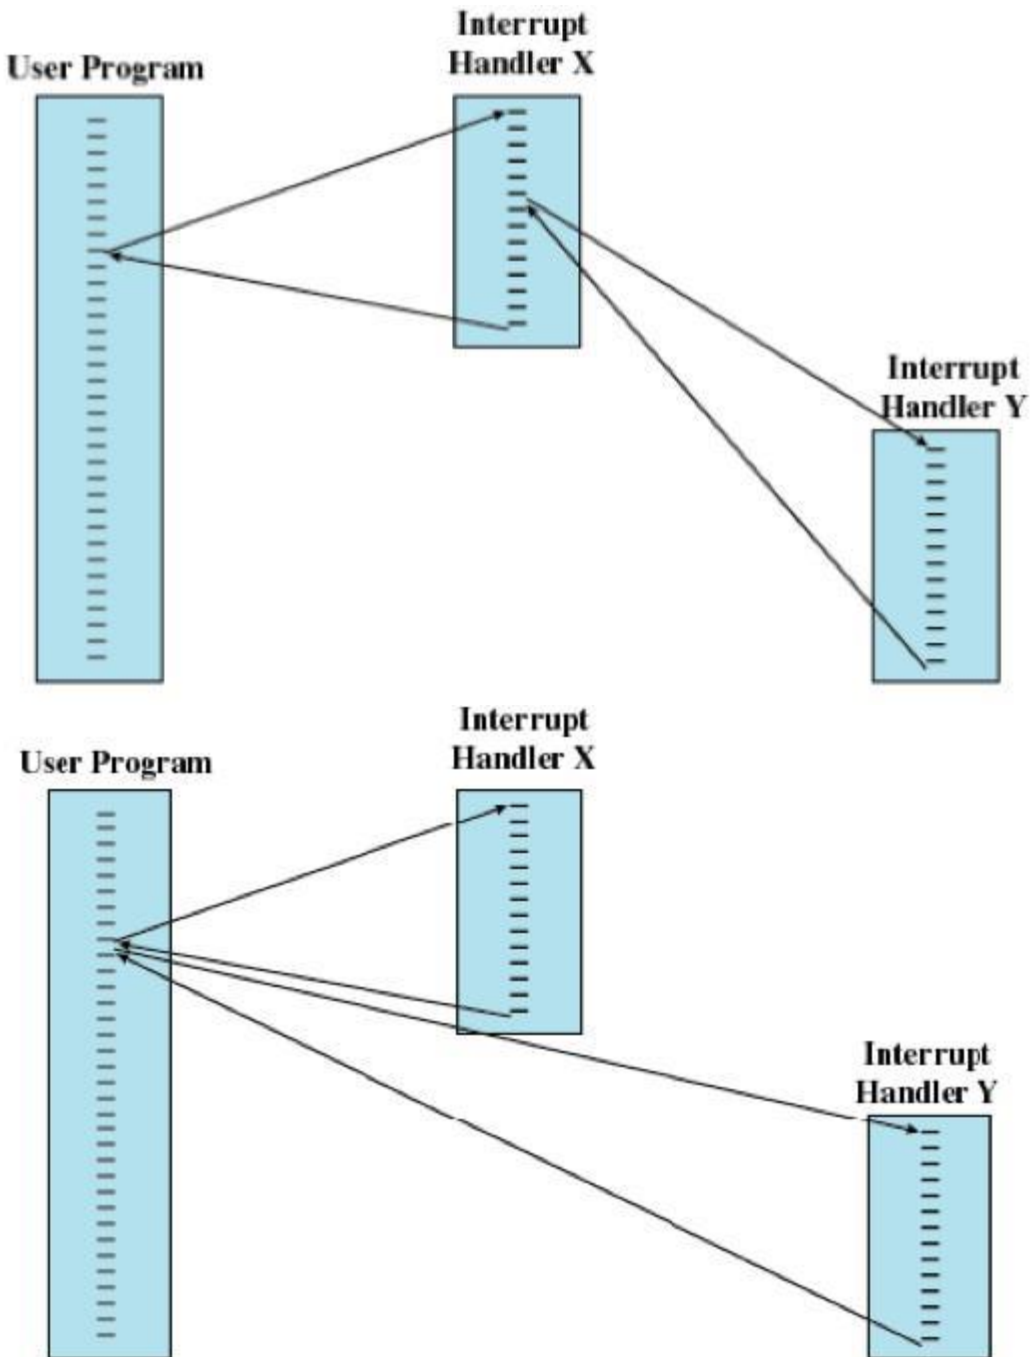 Interrupt
Handler X
User Program
Interrupt
Handler Y
Interrupt
Handler X
User Program
Interrupt
Handler Y